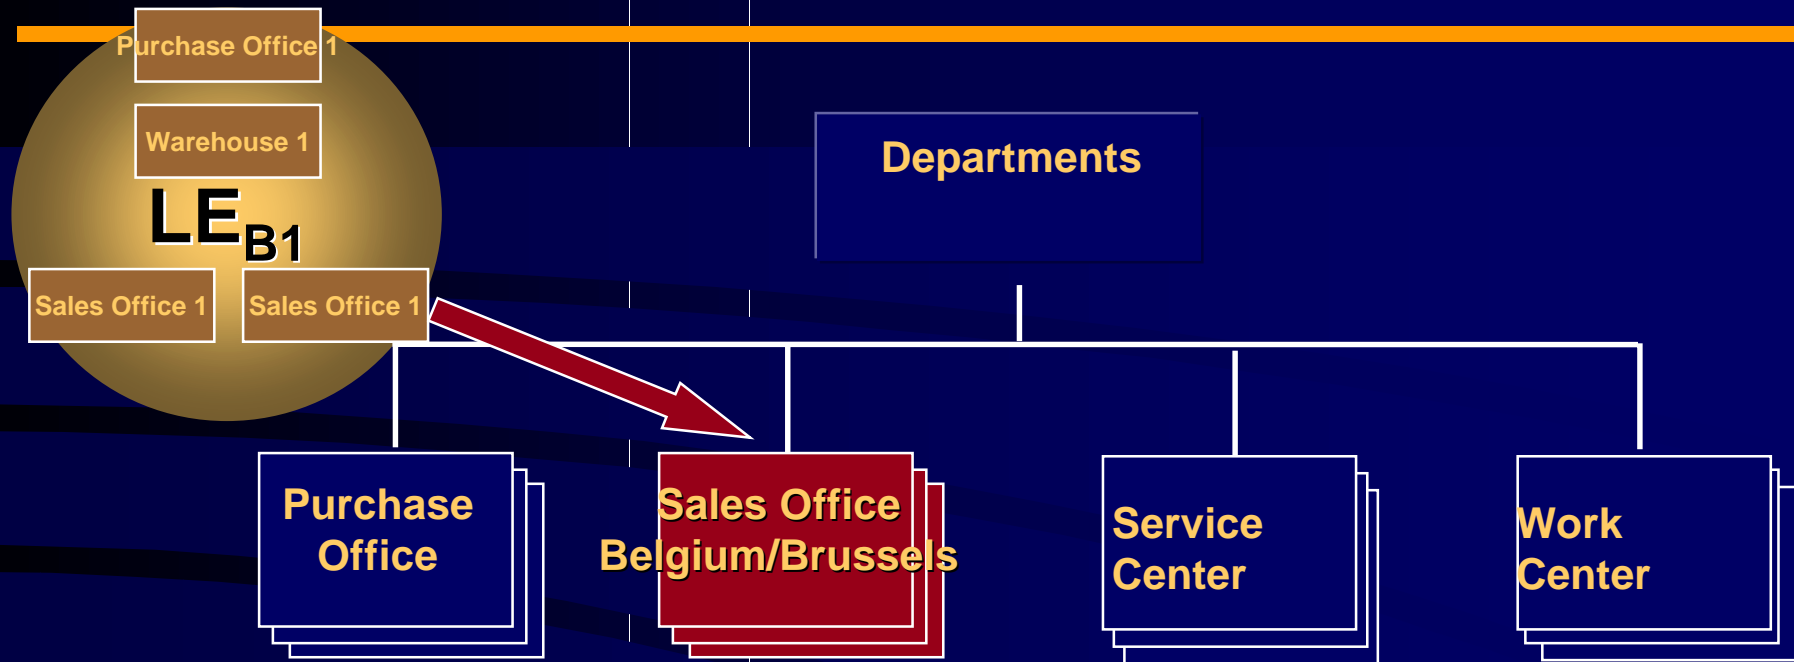 Purchase Office 1
Warehouse 1
LEB1
Sales Office 1
Sales Office 1
Departments
Purchase
Office
Sales Office
Belgium/Brussels
Service
Center
Work
Center